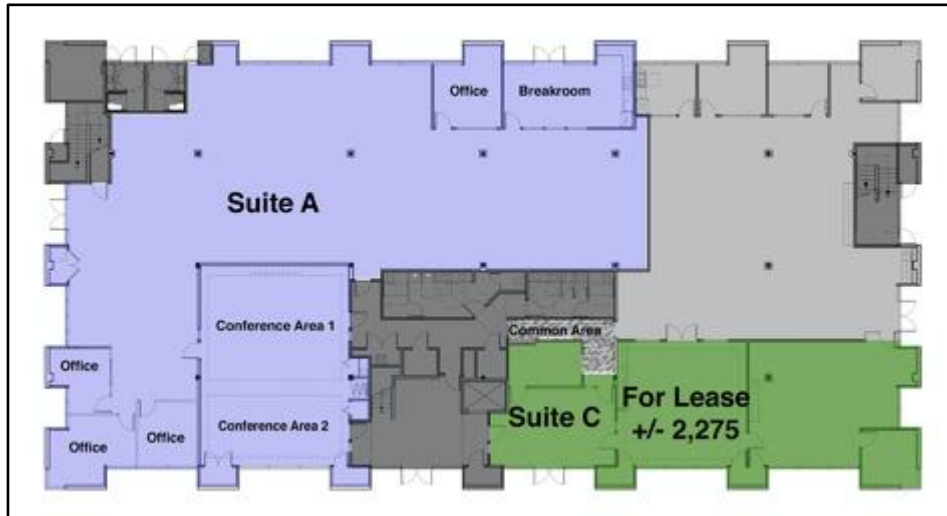 Office
Breakroom
Suite A
Conference Area 1
Common Area
Office
For Lease
+/- 2,275
Suite C
Conference Area 2
Office
Office